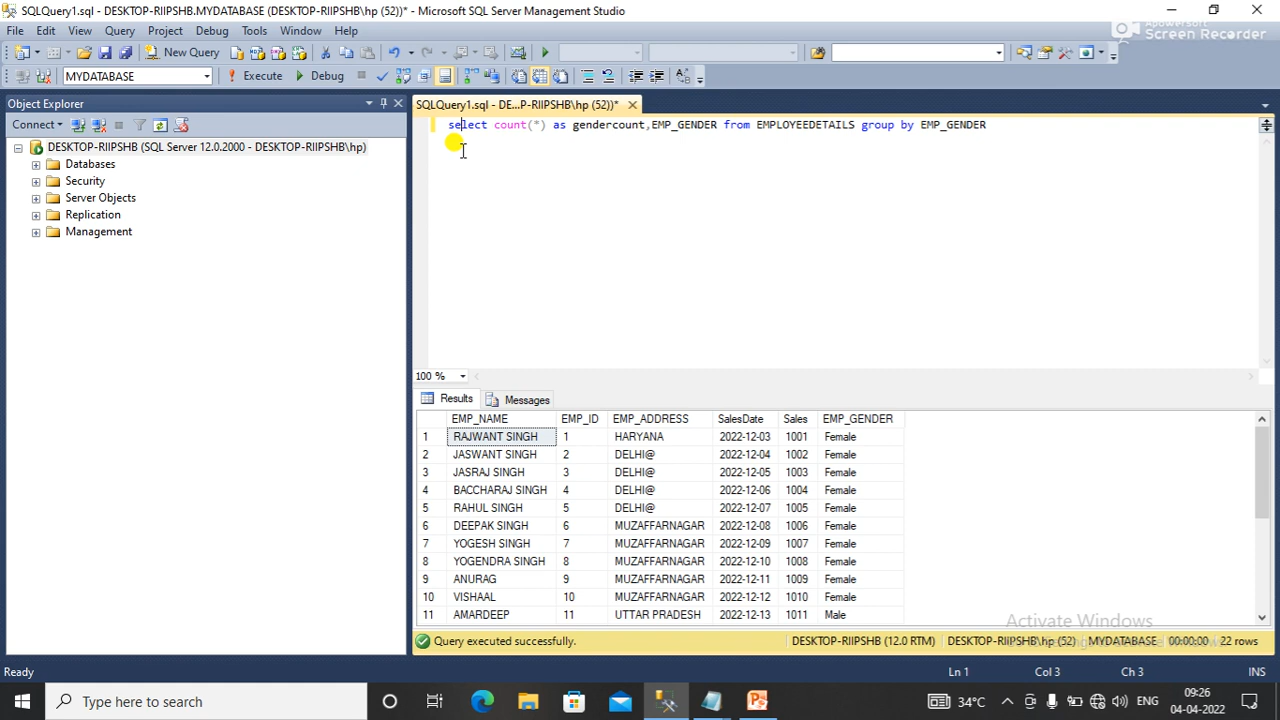 SQLQuery1.sql - DESKTOP-RIIPSHB.MYDATABASE (DESKTOP-RIIPSHB\hp (52))* - Microsoft SQL Server Management Studio
Apowersoft
Screen Recorder
File Edit View Query Project Debug Tools Window Help
New Query
MYDATABASE Execute Debug
Object Explorer
SQLQuery1.sql - DE...P-RIIPSHB\hp (52))*
Connect
select count(*) as gendercount,EMP_GENDER from EMPLOYEEDETAILS group by EMP_GENDER
DESKTOP-RIIPSHB (SQL Server 12.0.2000 - DESKTOP-RIIPSHB\hp)
Databases
Security
Server Objects
Replication
Management
100 %
Results Messages
EMP_NAME EMP_ID EMP_ADDRESS SalesDate Sales EMP_GENDER
1 RAJWANT SINGH 1 HARYANA 2022-12-03 1001 Female
2 JASWANT SINGH 2 DELHI@ 2022-12-04 1002 Female
3 JASRAJ SINGH 3 DELHI@ 2022-12-05 1003 Female
4 BACCHARAJ SINGH 4 DELHI@ 2022-12-06 1004 Female
5 RAHUL SINGH 5 DELHI@ 2022-12-07 1005 Female
6 DEEPAK SINGH 6 MUZAFFARNAGAR 2022-12-08 1006 Female
7 YOGESH SINGH 7 MUZAFFARNAGAR 2022-12-09 1007 Female
8 YOGENDRA SINGH 8 MUZAFFARNAGAR 2022-12-10 1008 Female
9 ANURAG 9 MUZAFFARNAGAR 2022-12-11 1009 Female
10 VISHAAL 10 MUZAFFARNAGAR 2022-12-12 1010 Female
11 AMARDEEP 11 UTTAR PRADESH 2022-12-13 1011 Male
Activate Windows
Query executed successfully. DESKTOP-RIIPSHB (12.0 RTM) DESKTOP-RIIPSHB\hp (52) MYDATABASE 00:00:00 22 rows
Ready Ln 1 Col 3 Ch 3 INS
Type here to search 34°C ENG 09:26
04-04-2022